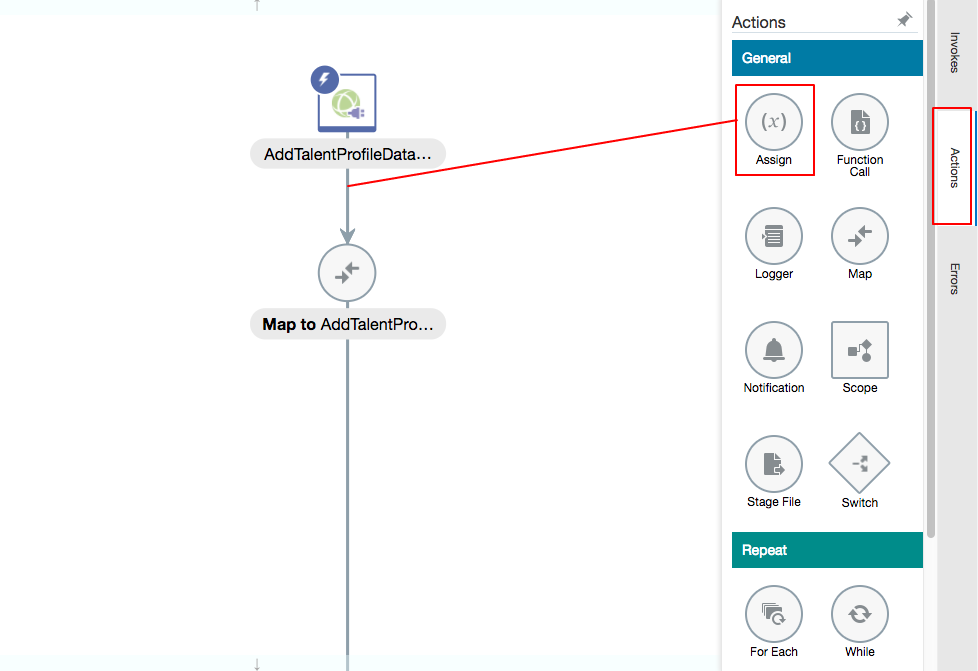 Actions
General
AddTalentProfileData...
Map to AddTalentPro...
(x)
Assign
{}
Function
Call
Logger
Map
Notification
Scope
Stage File
Switch
Repeat
For Each
While
Invokes
Actions
Errors